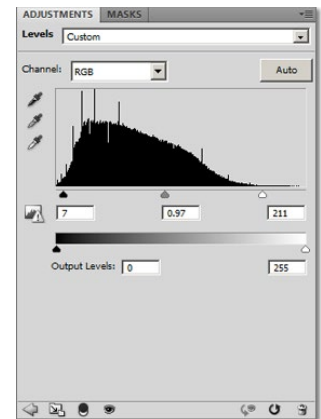 ADJUSTMENTS MASKS
Levels Custom
Channel: RGB Auto
7 0.97 211
Output Levels: 0 255